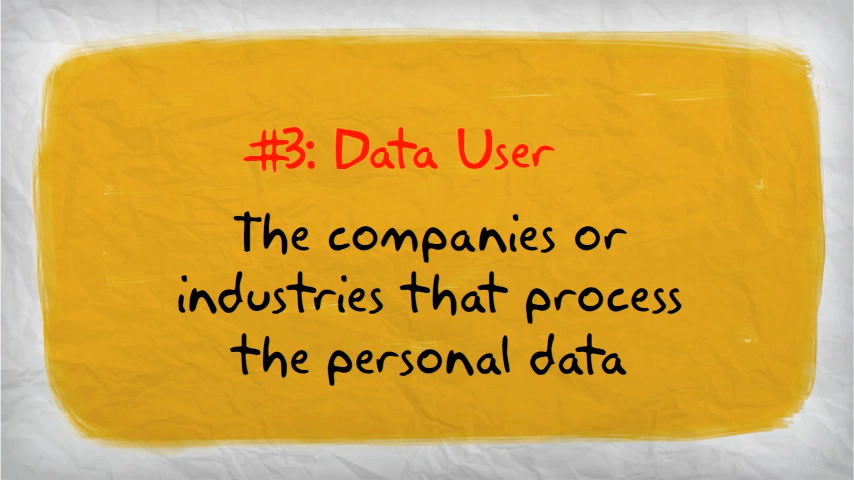 #3: Data User
The companies or
industries that process
the personal data